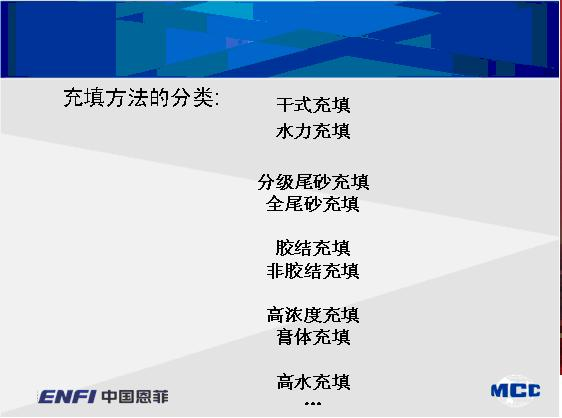 充填方法的分类:
干式充填
水力充填
分级尾砂充填
全尾砂充填
胶结充填
非胶结充填
高浓度充填
膏体充填
高水充填
...
ENFI 中国恩菲
MCC